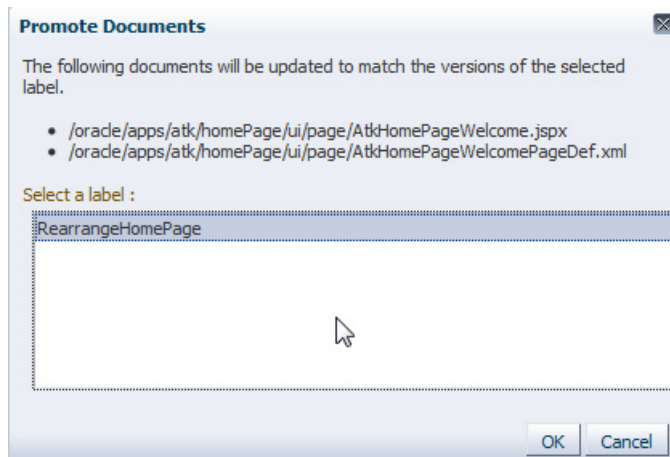 Promote Documents
The following documents will be updated to match the versions of the selected
label.
• /oracle/apps/atk/homePage/ui/page/AtkHomePageWelcome.jspx
• /oracle/apps/atk/homePage/ui/page/AtkHomePageWelcomePageDef.xml
Select a label :
RearrangeHomePage
OK Cancel